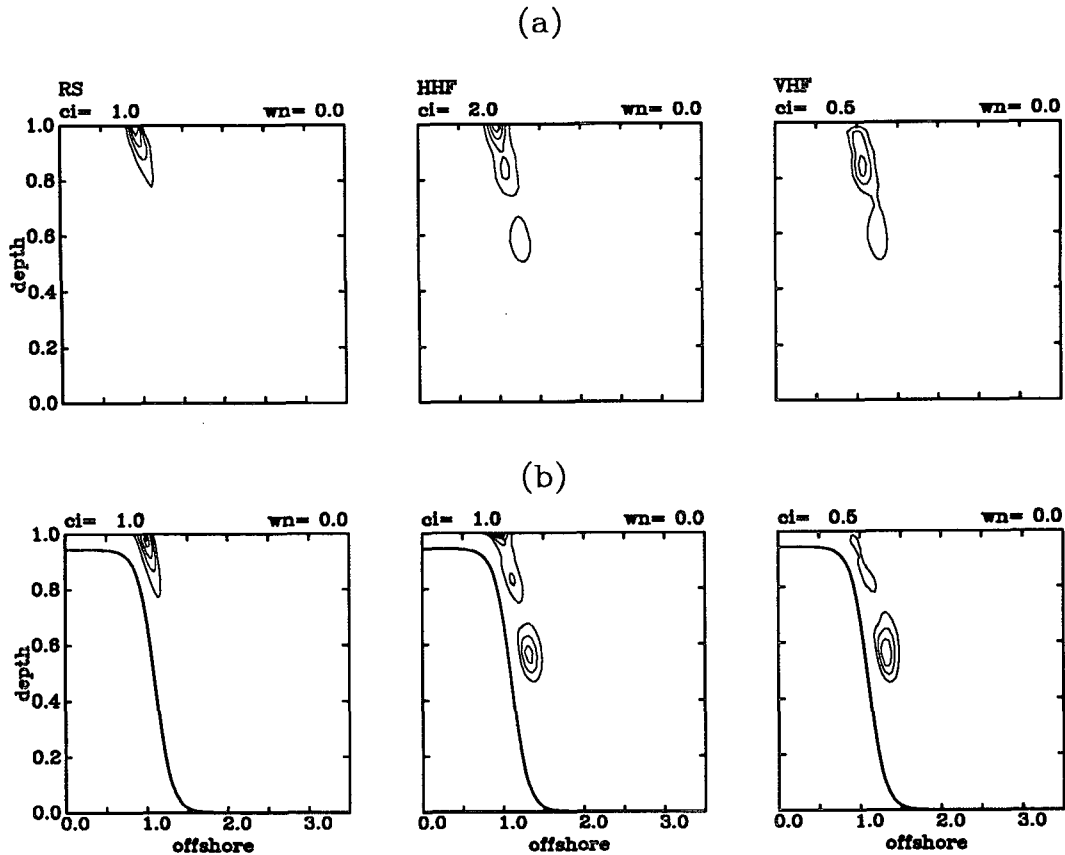 (a)
RS
ci= 1.0 wn= 0.0
HHF
ci= 2.0 wn= 0.0
VHF
ci= 0.5 wn= 0.0
1.0
0.8
0.6
0.4
0.2
0.0
depth
(b)
ci= 1.0 wn= 0.0
ci= 1.0 wn= 0.0
ci= 0.5 wn= 0.0
1.0
0.8
0.6
0.4
0.2
0.0
depth
0.0 1.0 2.0 3.0
offshore
0.0 1.0 2.0 3.0
offshore
0.0 1.0 2.0 3.0
offshore